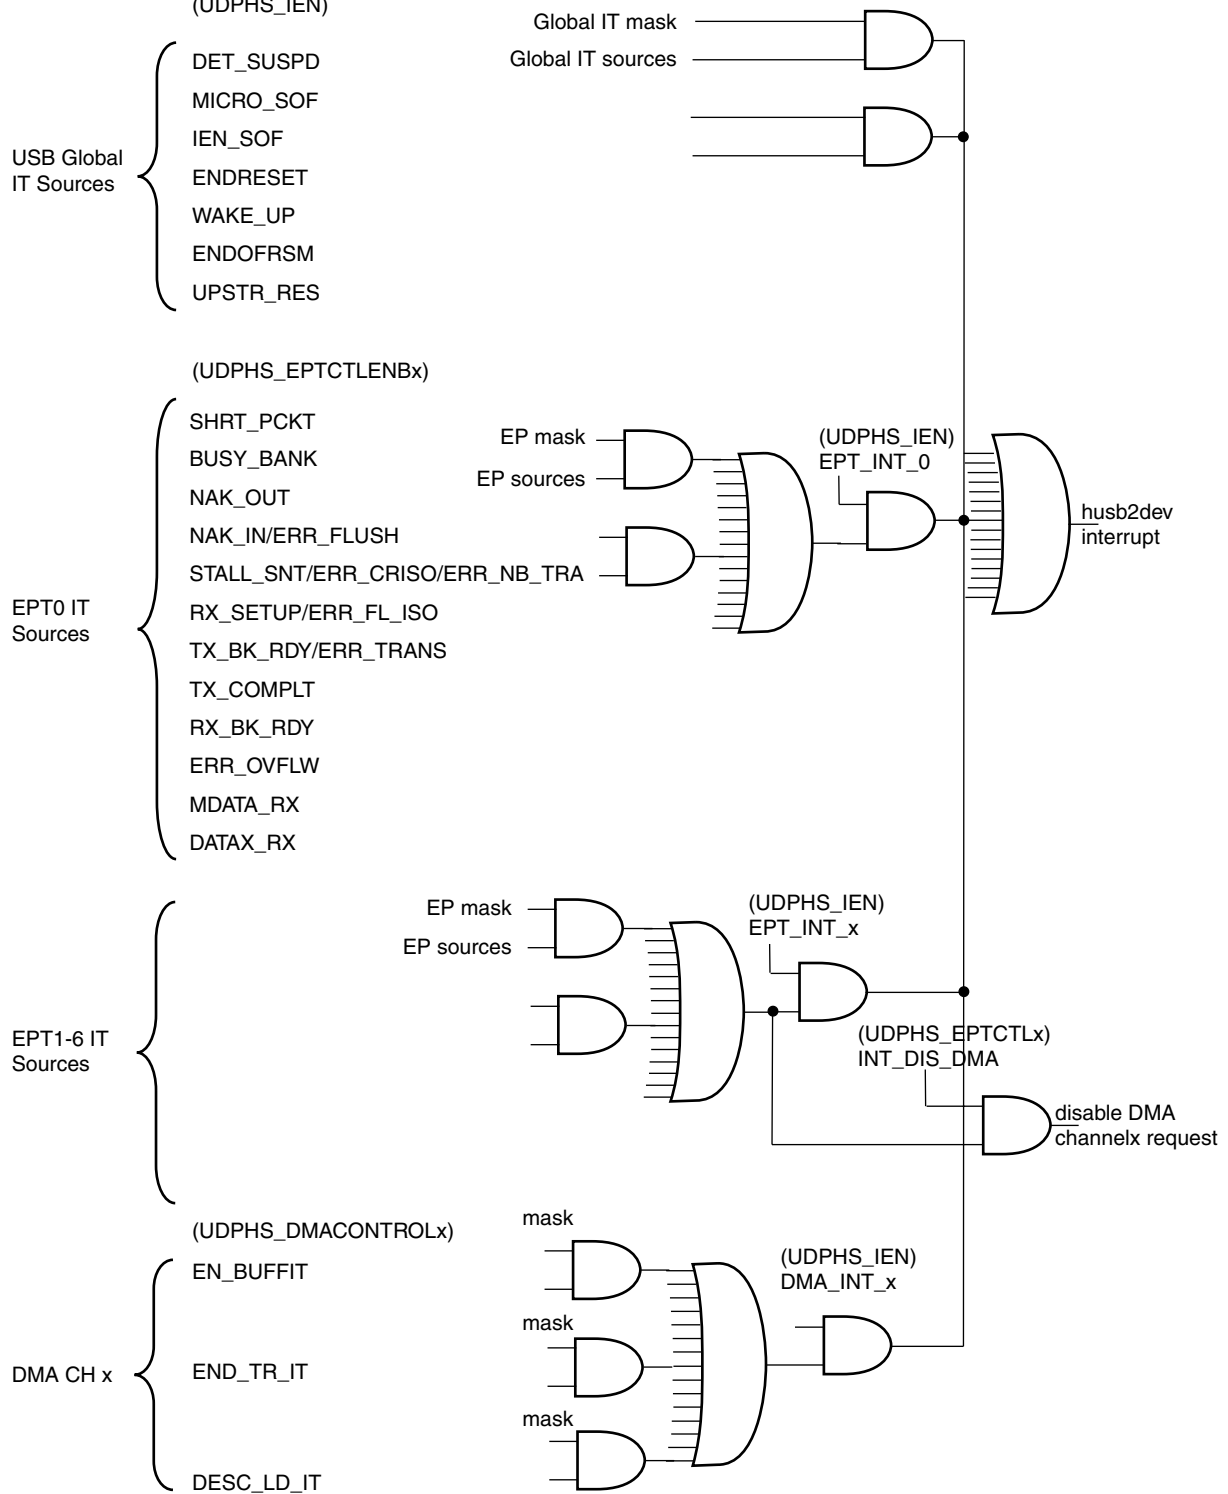 (UDPHS_IEN)
Global IT mask
Global IT sources
DET_SUSPD
MICRO_SOF
IEN_SOF
USB Global
IT Sources
ENDRESET
WAKE_UP
ENDOFRSM
UPSTR_RES
(UDPHS_EPTCTLENBx)
SHRT_PCKT
BUSY_BANK
NAK_OUT
NAK_IN/ERR_FLUSH
STALL_SNT/ERR_CRISO/ERR_NB_TRA
EPT0 IT
Sources
RX_SETUP/ERR_FL_ISO
TX_BK_RDY/ERR_TRANS
TX_COMPLT
RX_BK_RDY
ERR_OVFLW
MDATA_RX
DATAX_RX
EP mask
EP sources
(UDPHS_IEN)
EPT_INT_0
husb2dev
interrupt
EPT1-6 IT
Sources
EP mask
EP sources
(UDPHS_IEN)
EPT_INT_x
(UDPHS_EPTCTLx)
INT_DIS_DMA
disable DMA
channelx request
(UDPHS_DMACONTROLx)
mask
EN_BUFFIT
(UDPHS_IEN)
DMA_INT_x
mask
DMA CH x
END_TR_IT
mask
DESC_LD_IT